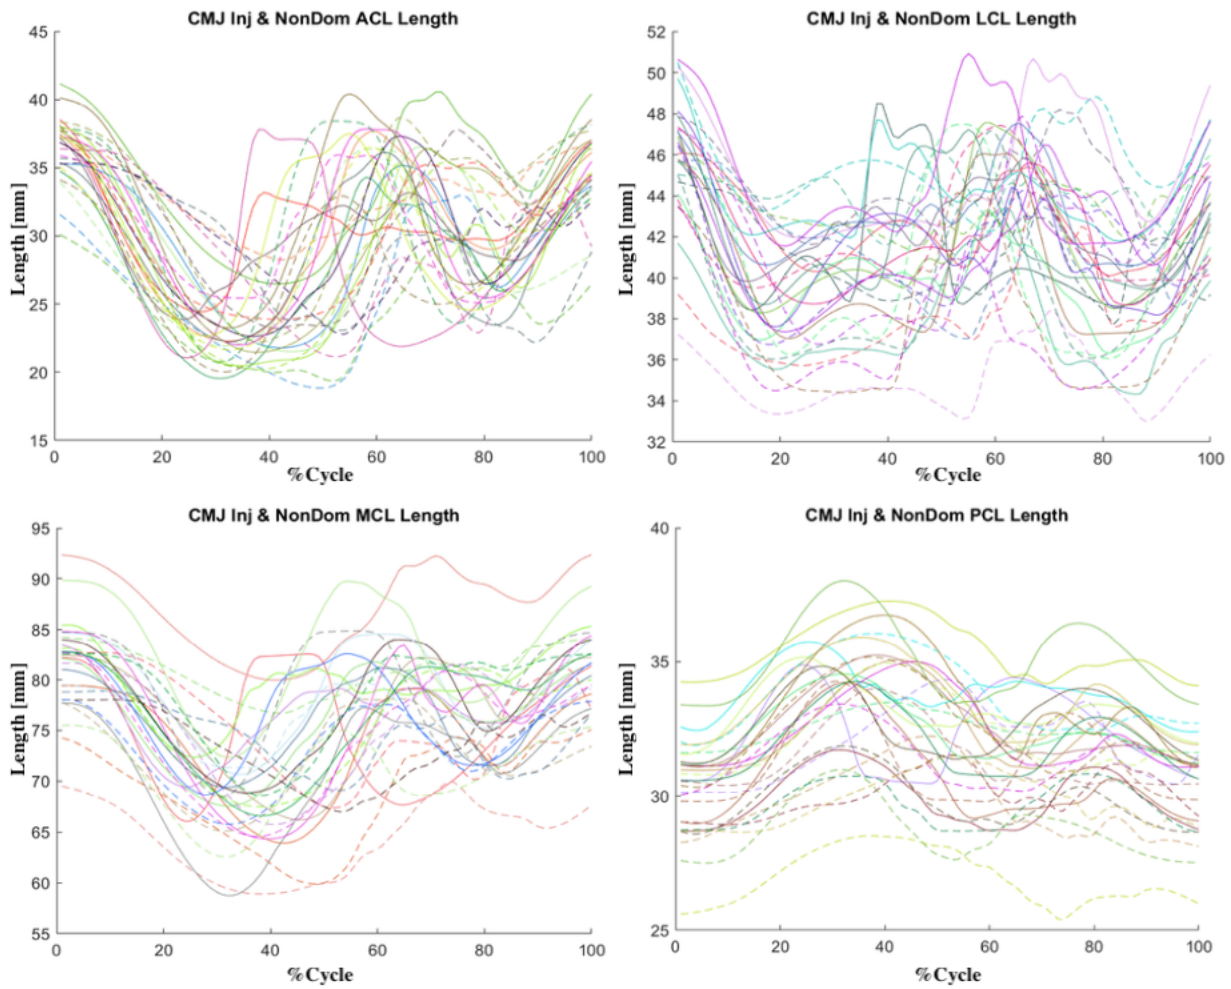 CMJ Inj & NonDom ACL Length
45
40
35
30
25
20
15
Length [mm]
0 20 40 60 80 100
%Cycle
CMJ Inj & NonDom LCL Length
52
50
48
46
44
42
40
38
36
34
32
Length [mm]
0 20 40 60 80 100
%Cycle
CMJ Inj & NonDom MCL Length
95
90
85
80
75
70
65
60
55
Length [mm]
0 20 40 60 80 100
%Cycle
CMJ Inj & NonDom PCL Length
40
35
30
25
Length [mm]
0 20 40 60 80 100
%Cycle